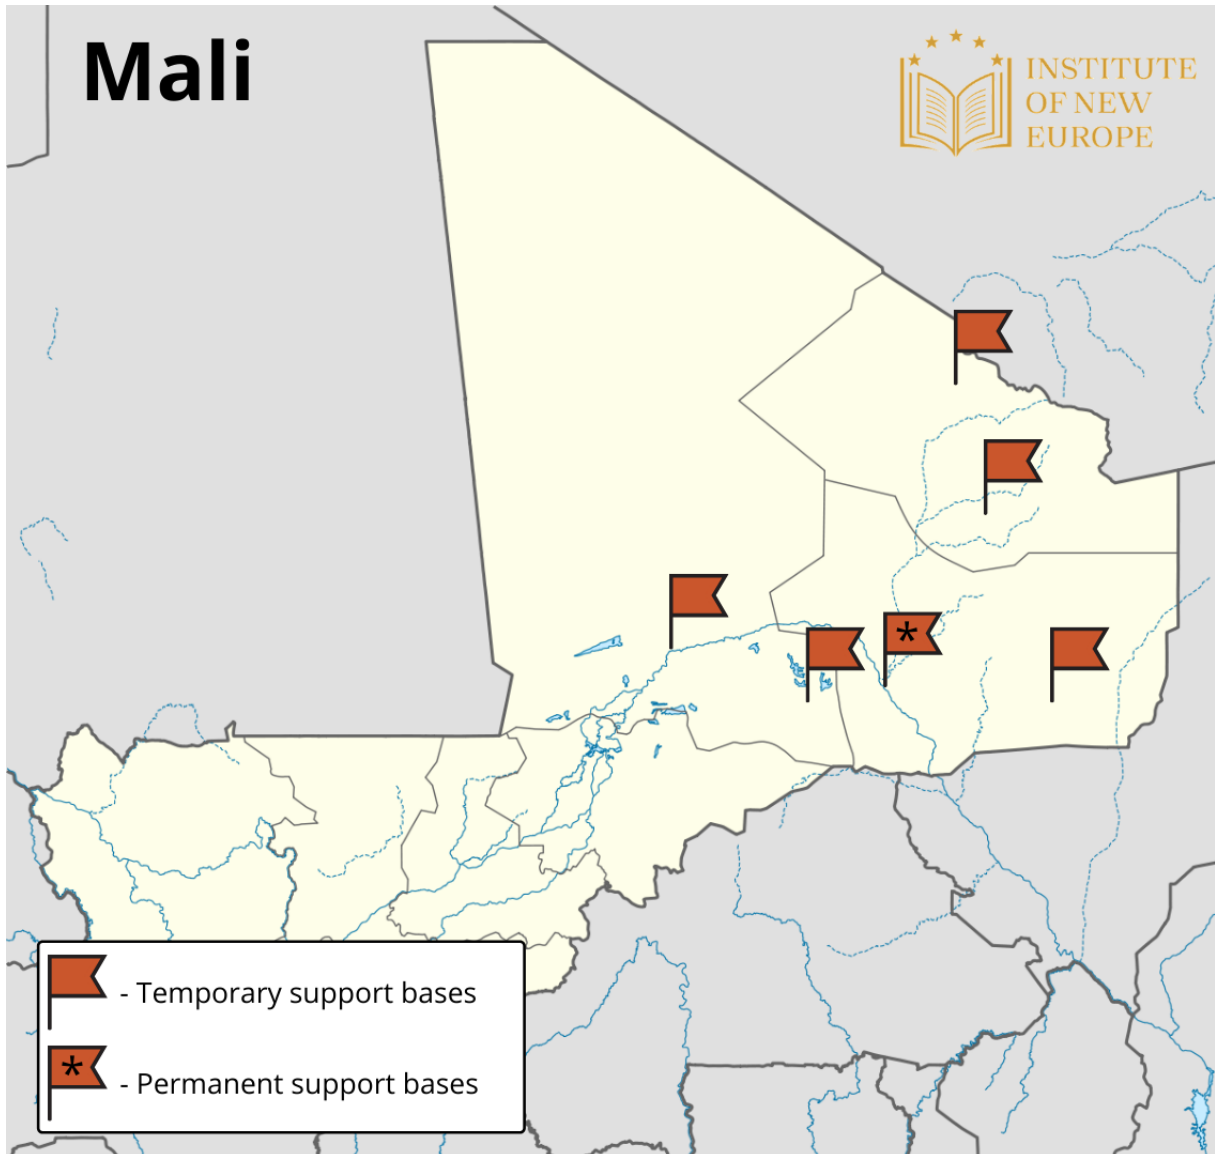 Mali
INSTITUTE
OF NEW
EUROPE
*
- Temporary support bases
*
- Permanent support bases